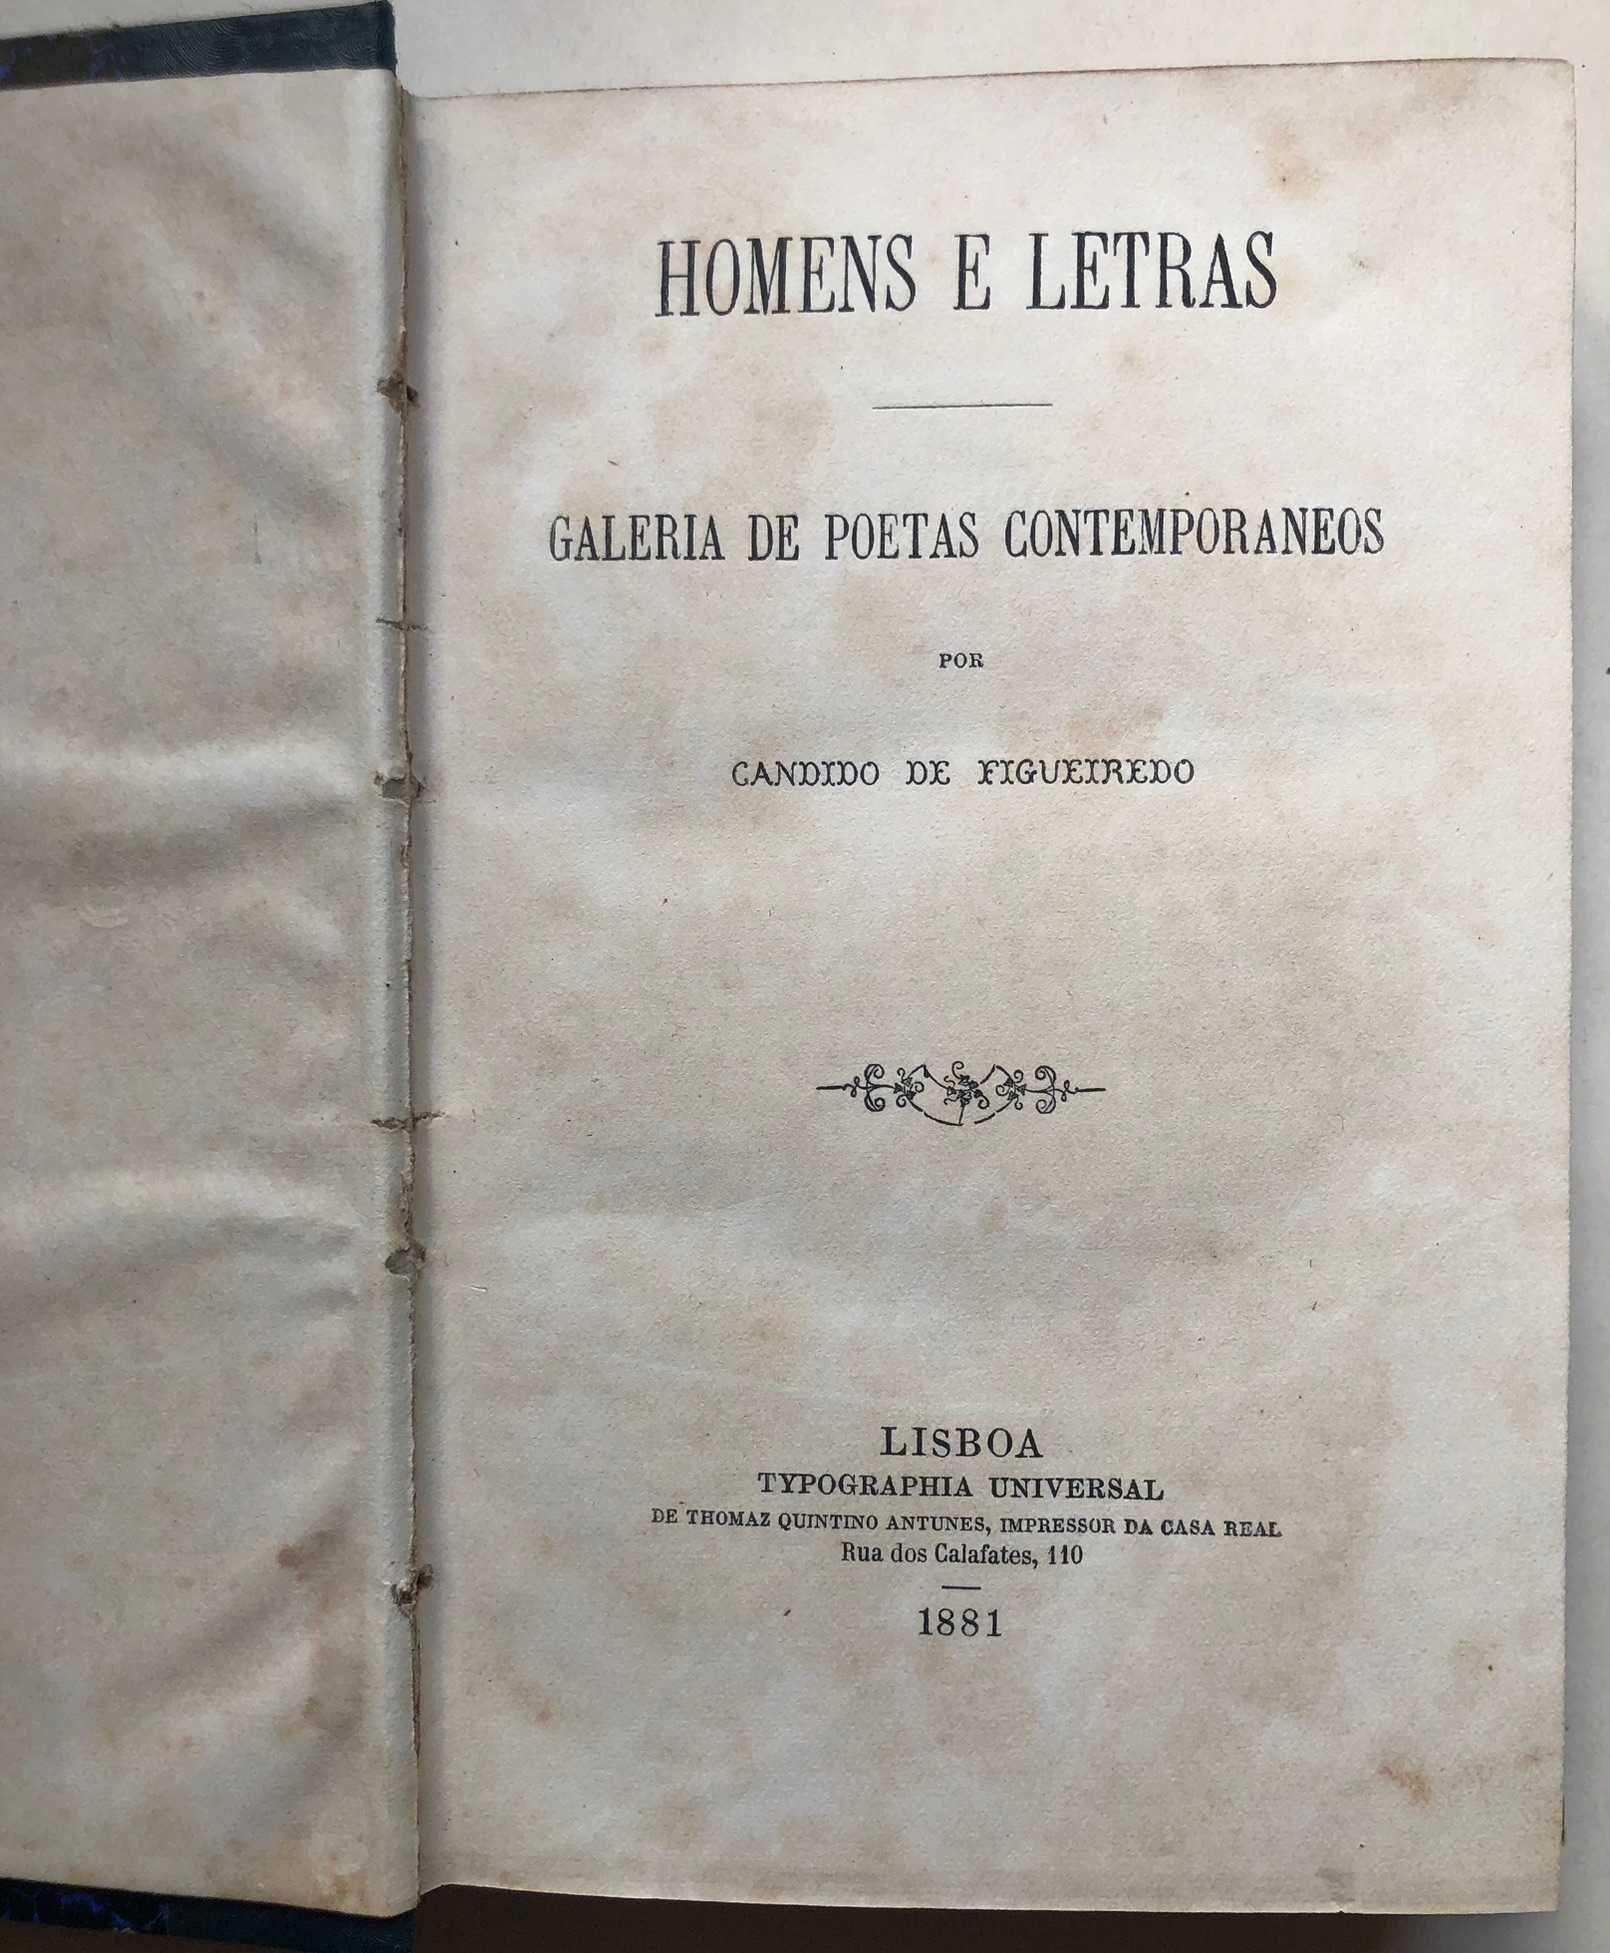 HOMENS E LETRAS
GALERIA DE POETAS CONTEMPORANEOS
POR
CANDIDO DE FIGUEIREDO
LISBOA
TYPOGRAPHIA UNIVERSAL
DE THOMAZ QUINTINO ANTUNES, IMPRESSOR DA CASA REAL
Rua dos Calafates, 110
1881